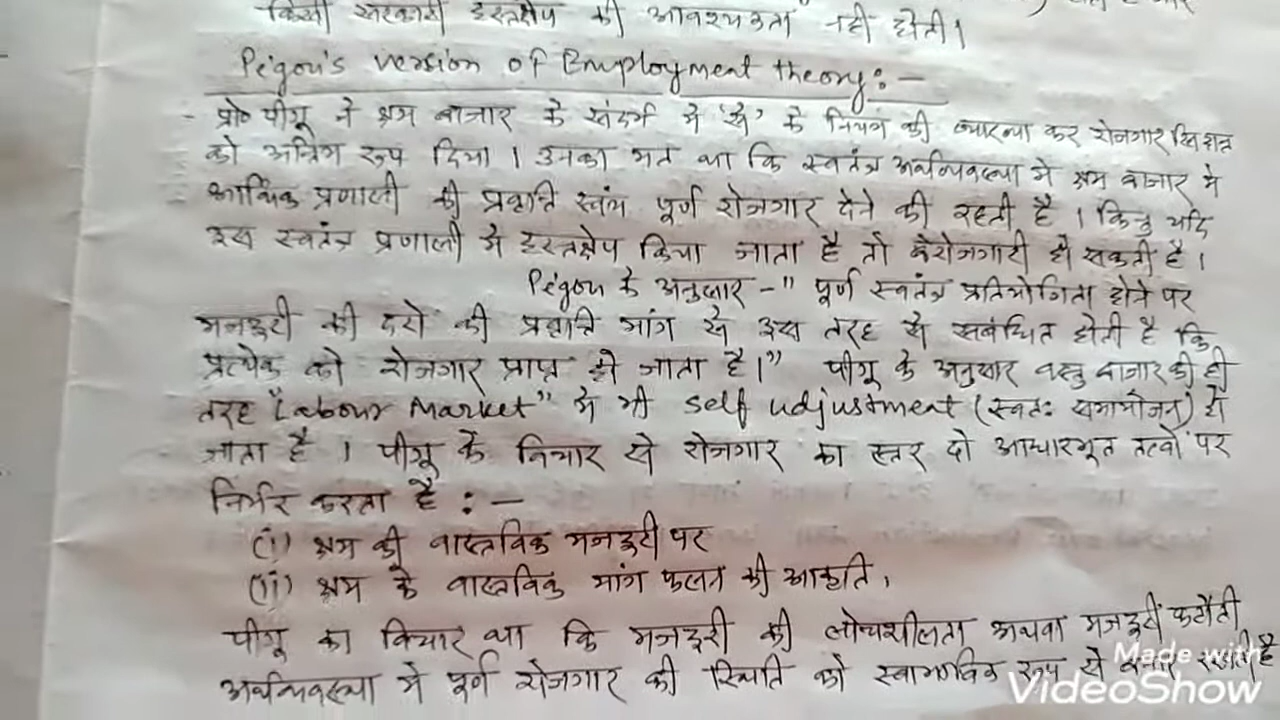 किसी सरकारी हस्तक्षेप की आवश्यकता नही होती।
Pigou's version of Employment theory:-
- प्रो० पीगू ने श्रम बाजार के संदर्भ मे 'से' के नियम की व्याख्या कर रोजगार सिद्धांत
को अन्तिम रूप दिया। उनका मत था कि स्वतंत्र अर्थव्यवस्था मे श्रम बाजार मे
आर्थिक प्रणाली की प्रवृत्ति स्वंय पूर्ण रोजगार देने की रहती है। किन्तु यदि
इस स्वतंत्र प्रणाली मे हस्तक्षेप किया जाता है तो बेरोजगारी हो सकती है।
Pigou के अनुसार -" पूर्ण स्वतंत्र प्रतियोगिता होने पर
मजदूरी की दरो की प्रवृत्ति मांग से इस तरह से सबंधित होती है कि
प्रत्येक को रोजगार प्राप्त हो जाता है।" पीगू के अनुसार वस्तु बाजार की ही
तरह "Labour Market" मे भी self adjustment (स्वतः समायोजन) हो
जाता है। पीगू के विचार से रोजगार का स्तर दो आधारभूत तत्वों पर
निर्भर करता है :-
(i) श्रम की वास्तविक मजदूरी पर
(ii) श्रम के वास्तविक मांग फलन की आकृति,
पीगू का विचार था कि मजदूरी की लोचशीलता अथवा मजदूरी कटौती
अर्थव्यवस्था मे पूर्ण रोजगार की स्थिति को स्वाभाविक रूप से बनाए रखती है
Made with
VideoShow